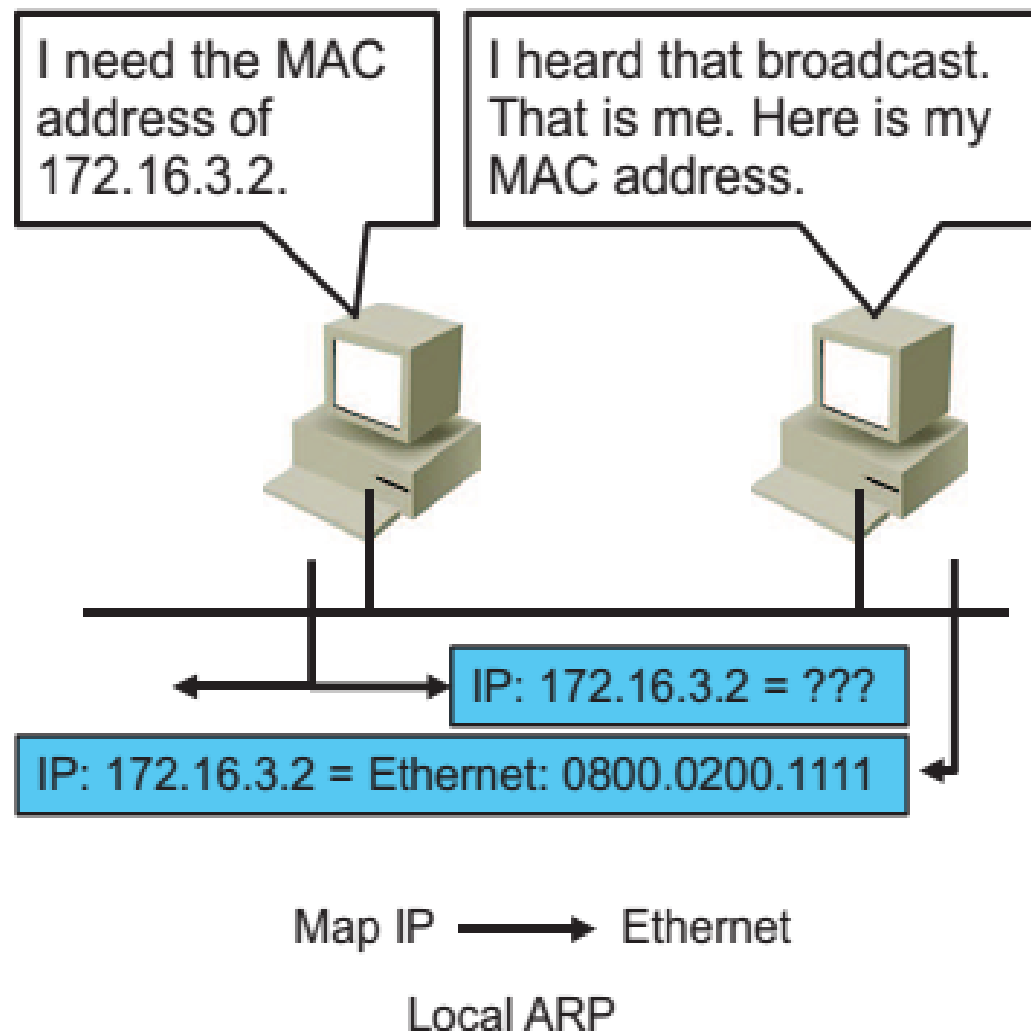 I need the MAC
address of
172.16.3.2.
I heard that broadcast.
That is me. Here is my
MAC address.
IP: 172.16.3.2 = ???
IP: 172.16.3.2 = Ethernet: 0800.0200.1111
Map IP → Ethernet
Local ARP